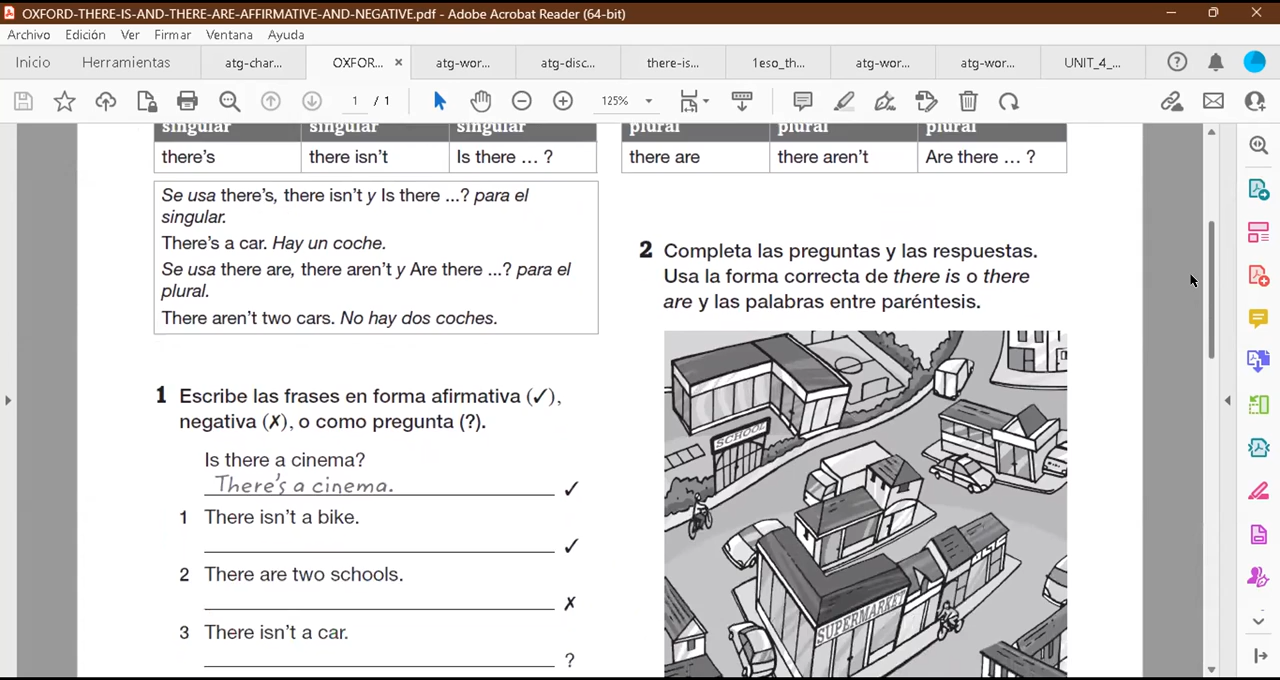 OXFORD-THERE-IS-AND-THERE-ARE-AFFIRMATIVE-AND-NEGATIVE.pdf - Adobe Acrobat Reader (64-bit)
Archivo Edición Ver Firmar Ventana Ayuda
Inicio Herramientas atg-char... OXFOR... × atg-wor... atg-disc... there-is... 1eso_th... atg-wor... atg-wor... UNIT_4_...
1 / 1 125%
singular singular singular
there's there isn't Is there ... ?
Se usa there's, there isn't y Is there ...? para el
singular.
There's a car. Hay un coche.
Se usa there are, there aren't y Are there ...? para el
plural.
There aren't two cars. No hay dos coches.
1 Escribe las frases en forma afirmativa (✓),
negativa (✗), o como pregunta (?).
Is there a cinema?
There's a cinema. ✓
1 There isn't a bike.
✓
2 There are two schools.
✗
3 There isn't a car.
?
plural plural plural
there are there aren't Are there ... ?
2 Completa las preguntas y las respuestas.
Usa la forma correcta de there is o there
are y las palabras entre paréntesis.
SCHOOL
SUPERMARKET